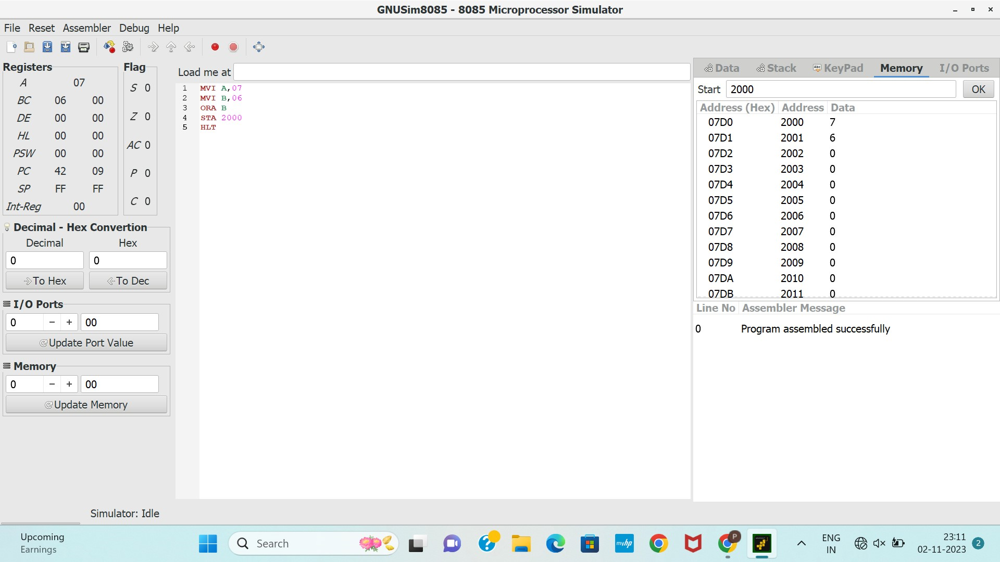 GNUSim8085 - 8085 Microprocessor Simulator
File Reset Assembler Debug Help
Registers
A 07
BC 06 00
DE 00 00
HL 00 00
PSW 00 00
PC 42 09
SP FF FF
Int-Reg 00
Flag
S 0
Z 0
AC 0
P 0
C 0
Decimal - Hex Convertion
Decimal Hex
0 0
To Hex To Dec
I/O Ports
0 − + 00
Update Port Value
Memory
0 − + 00
Update Memory
Load me at
1 MVI A,07
2 MVI B,06
3 ORA B
4 STA 2000
5 HLT
Data Stack Abc KeyPad Memory I/O Ports
Start 2000 OK
Address (Hex) Address Data
07D0 2000 7
07D1 2001 6
07D2 2002 0
07D3 2003 0
07D4 2004 0
07D5 2005 0
07D6 2006 0
07D7 2007 0
07D8 2008 0
07D9 2009 0
07DA 2010 0
07DB 2011 0
Line No Assembler Message
0 Program assembled successfully
Simulator: Idle
Upcoming
Earnings
Search
myhp
P
ENG
IN
23:11
02-11-2023
2